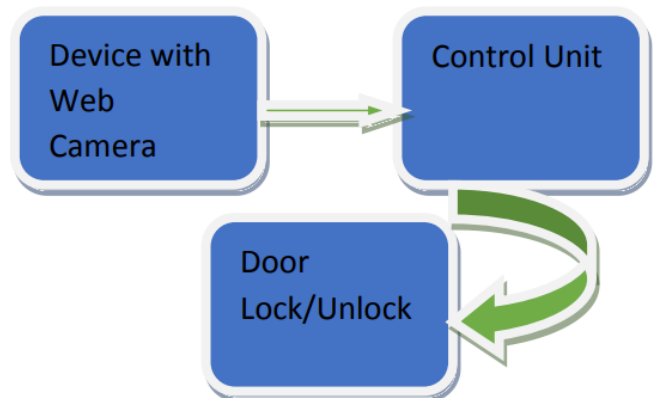 Device with
Web
Camera
Control Unit
Door
Lock/Unlock